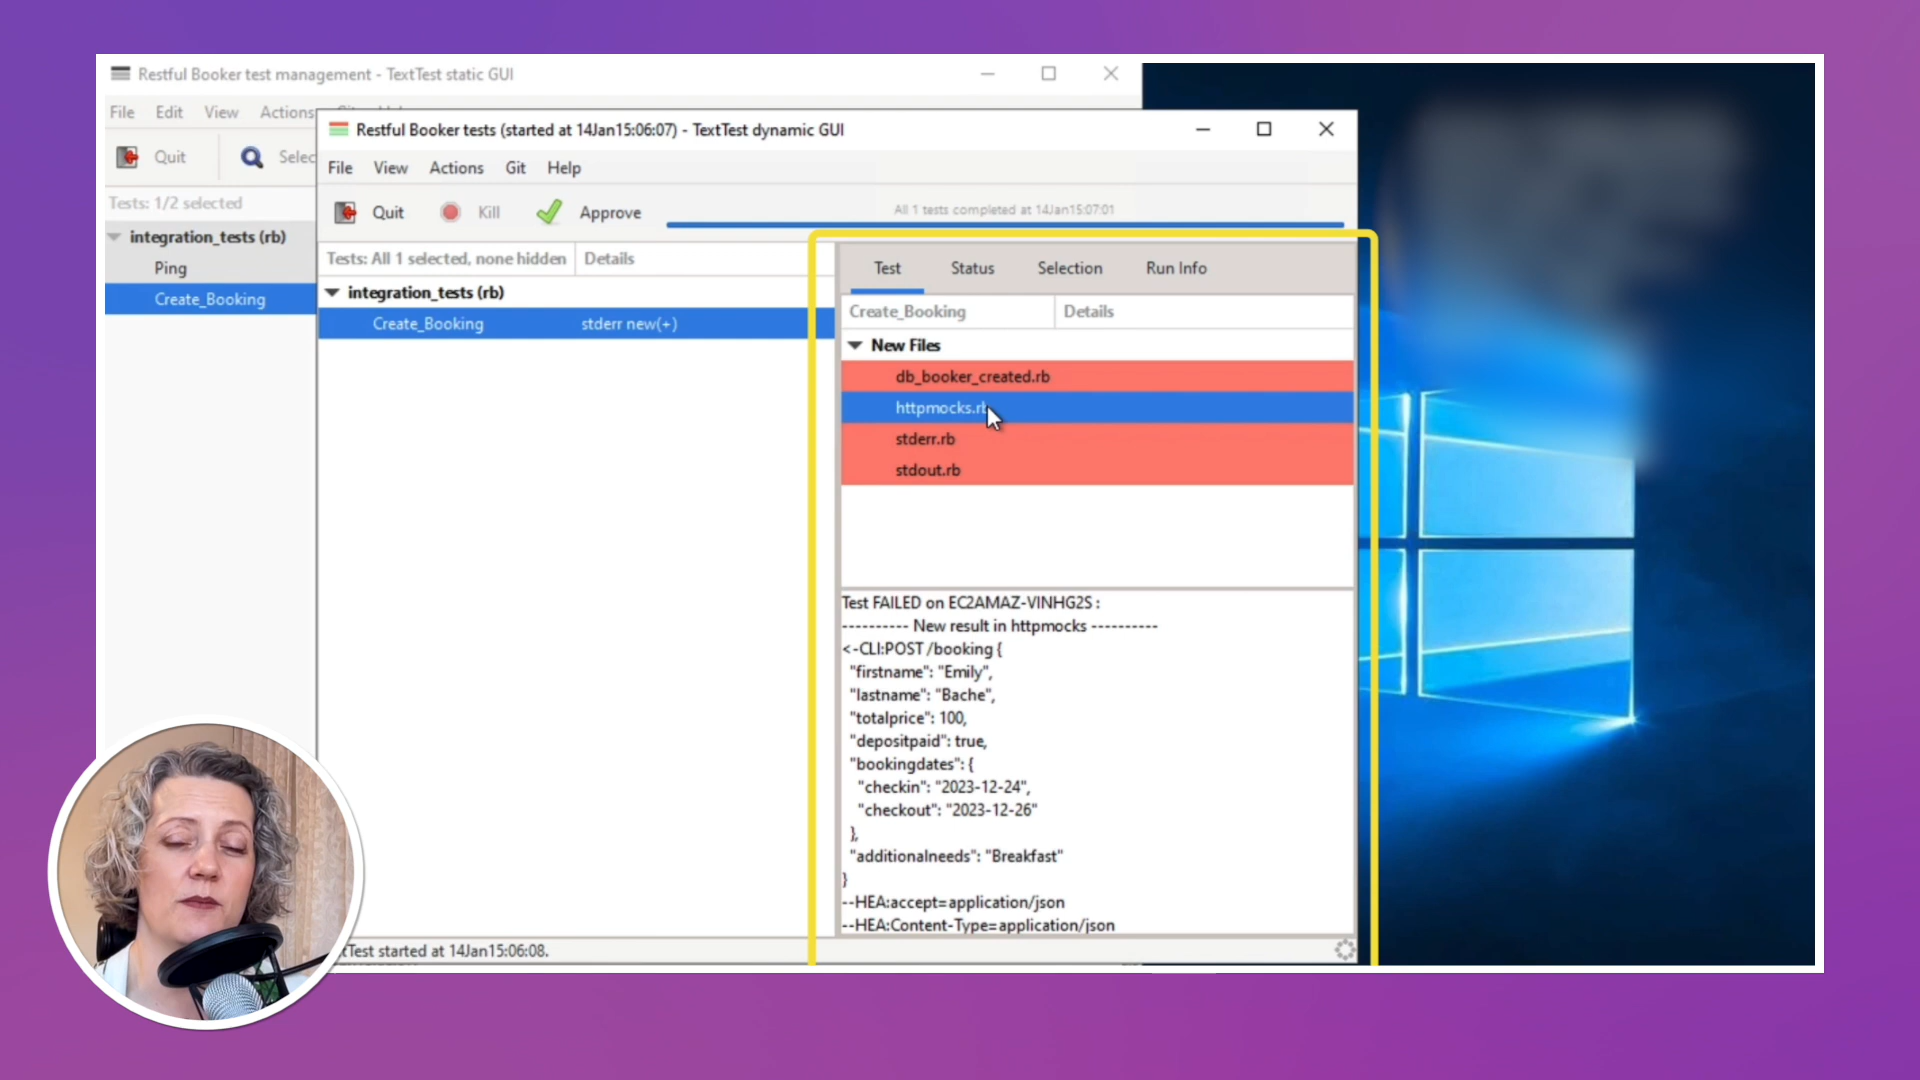 Restful Booker test management - TextTest static GUI
File Edit View Actions
Quit
Selec
Tests: 1/2 selected
integration_tests (rb)
Ping
Create_Booking
Restful Booker tests (started at 14Jan15:06:07) - TextTest dynamic GUI
File View Actions Git Help
Quit Kill Approve
All 1 tests completed at 14Jan15:07:01
Tests: All 1 selected, none hidden Details
integration_tests (rb)
Create_Booking stderr new(+)
Test Status Selection Run Info
Create_Booking Details
New Files
db_booker_created.rb
httpmocks.rb
stderr.rb
stdout.rb
Test FAILED on EC2AMAZ-VINHG2S :
---------- New result in httpmocks ----------
<-CLI:POST /booking {
"firstname": "Emily",
"lastname": "Bache",
"totalprice": 100,
"depositpaid": true,
"bookingdates": {
"checkin": "2023-12-24",
"checkout": "2023-12-26"
},
"additionalneeds": "Breakfast"
}
--HEA:accept=application/json
--HEA:Content-Type=application/json
tTest started at 14Jan15:06:08.